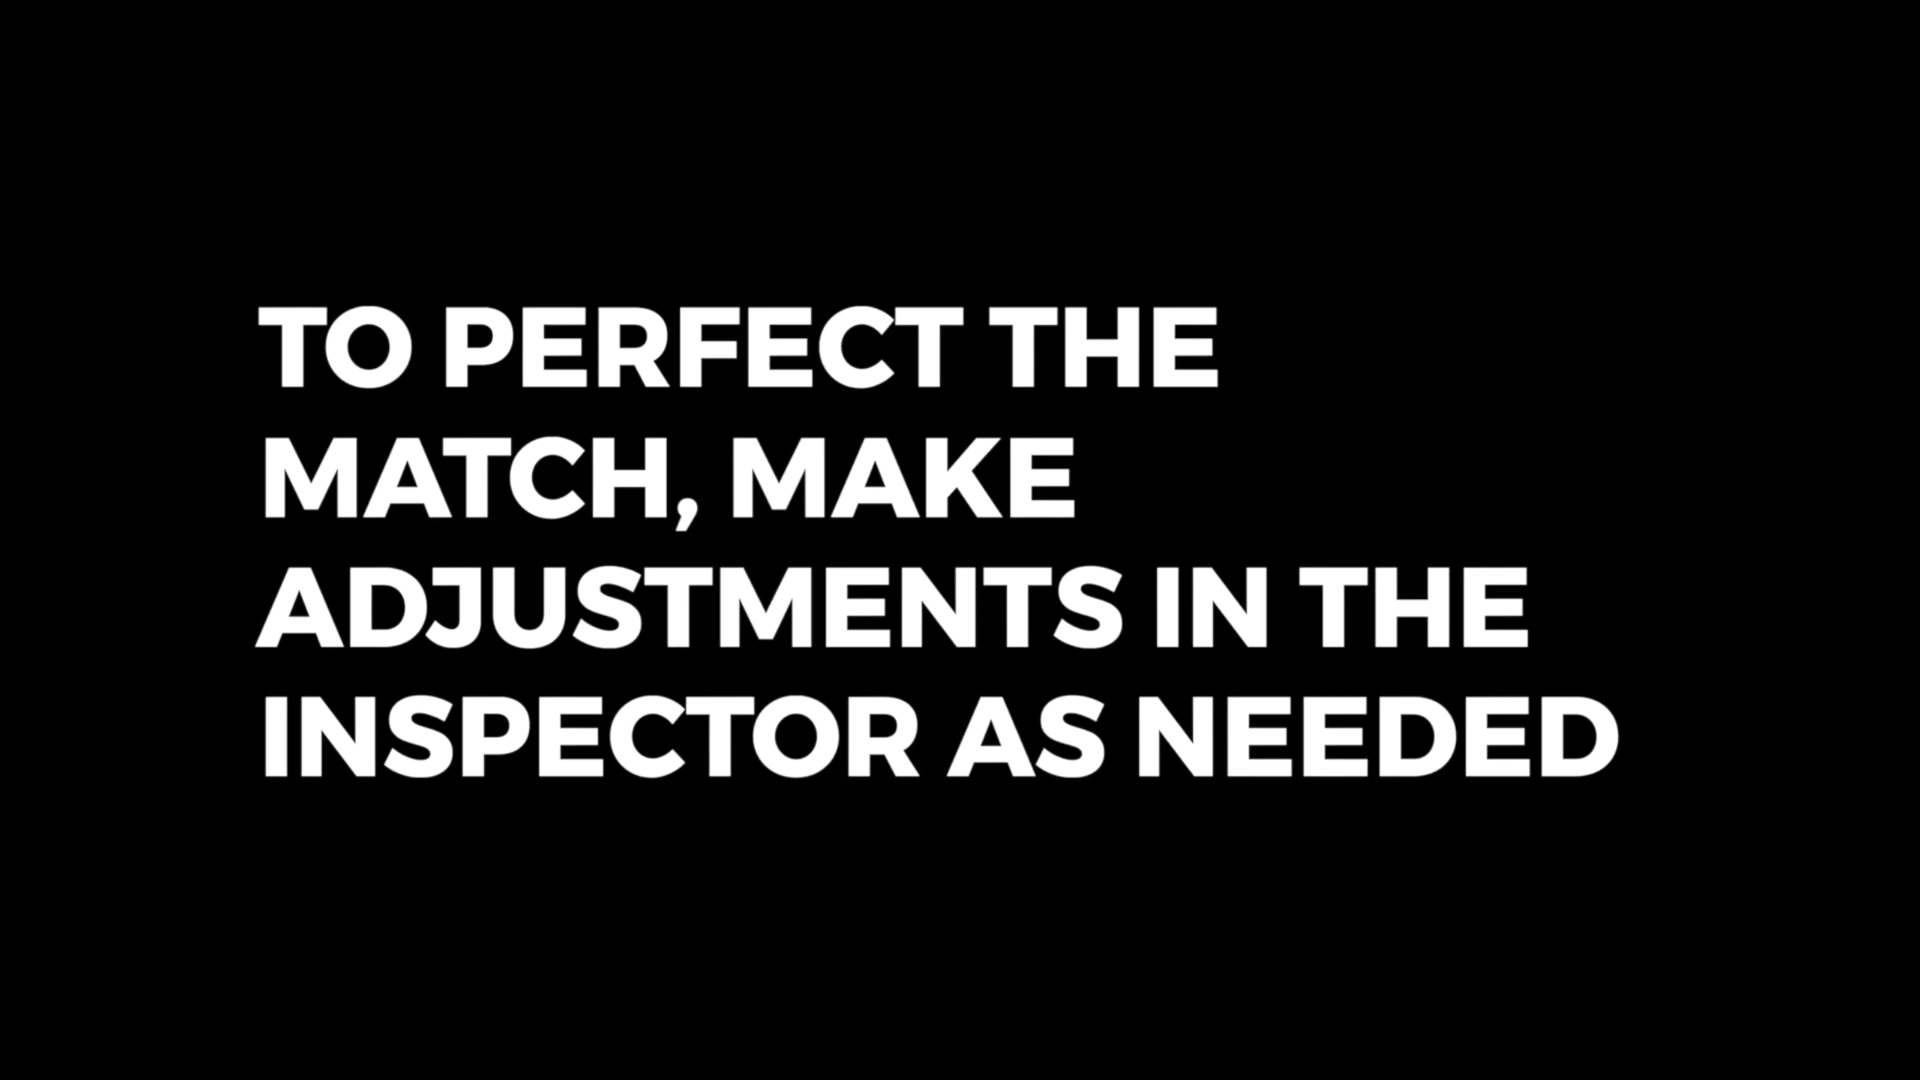 TO PERFECT THE
MATCH, MAKE
ADJUSTMENTS IN THE
INSPECTOR AS NEEDED